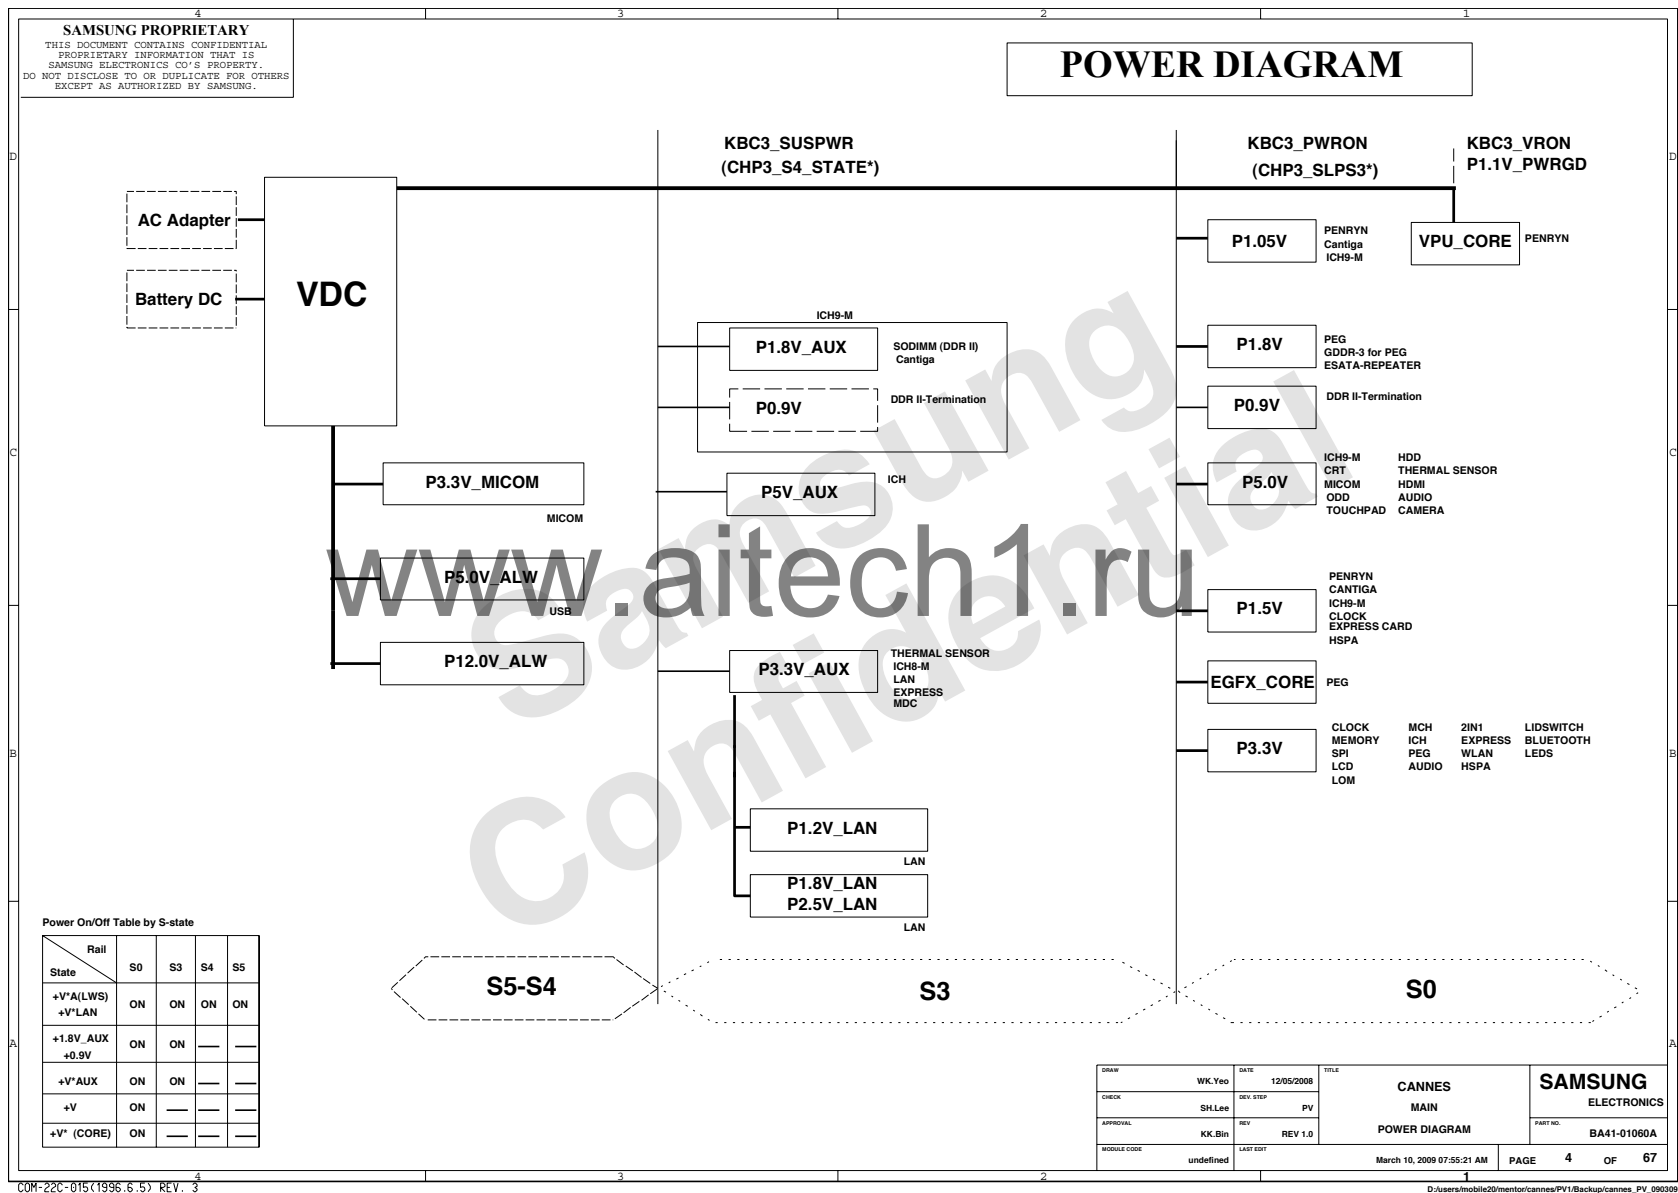 4 3 2 1
SAMSUNG PROPRIETARY
THIS DOCUMENT CONTAINS CONFIDENTIAL
PROPRIETARY INFORMATION THAT IS
SAMSUNG ELECTRONICS CO'S PROPERTY.
DO NOT DISCLOSE TO OR DUPLICATE FOR OTHERS
EXCEPT AS AUTHORIZED BY SAMSUNG.
POWER DIAGRAM
KBC3_SUSPWR
(CHP3_S4_STATE*)
KBC3_PWRON
(CHP3_SLPS3*)
KBC3_VRON
P1.1V_PWRGD
D D
AC Adapter
Battery DC
VDC
P1.05V
PENRYN
Cantiga
ICH9-M
VPU_CORE
PENRYN
ICH9-M
P1.8V_AUX
SODIMM (DDR II)
Cantiga
P0.9V
DDR II-Termination
P1.8V
PEG
GDDR-3 for PEG
ESATA-REPEATER
P0.9V
DDR II-Termination
C C
P3.3V_MICOM
MICOM
P5V_AUX
ICH
P5.0V
ICH9-M HDD
CRT THERMAL SENSOR
MICOM HDMI
ODD AUDIO
TOUCHPAD CAMERA
Samsung
Confidential
www.aitech1.ru
P5.0V_ALW
USB
P12.0V_ALW
P1.5V
PENRYN
CANTIGA
ICH9-M
CLOCK
EXPRESS CARD
HSPA
P3.3V_AUX
THERMAL SENSOR
ICH8-M
LAN
EXPRESS
MDC
EGFX_CORE
PEG
P3.3V
CLOCK MCH 2IN1 LIDSWITCH
MEMORY ICH EXPRESS BLUETOOTH
SPI PEG WLAN LEDS
LCD AUDIO HSPA
LOM
B B
P1.2V_LAN
LAN
P1.8V_LAN
P2.5V_LAN
LAN
Power On/Off Table by S-state
Rail
State S0 S3 S4 S5
+V*A(LWS)
+V*LAN ON ON ON ON
+1.8V_AUX
+0.9V ON ON — —
+V*AUX ON ON — —
+V ON — — —
+V* (CORE) ON — — —
S5-S4
S3
S0
A A
DRAW WK.Yeo DATE 12/05/2008
CHECK SH.Lee DEV. STEP PV
APPROVAL KK.Bin REV REV 1.0
MODULE CODE undefined LAST EDIT March 10, 2009 07:55:21 AM
TITLE
CANNES
MAIN
POWER DIAGRAM
SAMSUNG
ELECTRONICS
PART NO. BA41-01060A
PAGE 4 OF 67
4 3 2 1
COM-22C-015(1996.6.5) REV. 3
D:/users/mobile20/mentor/cannes/PV1/Backup/cannes_PV_090309